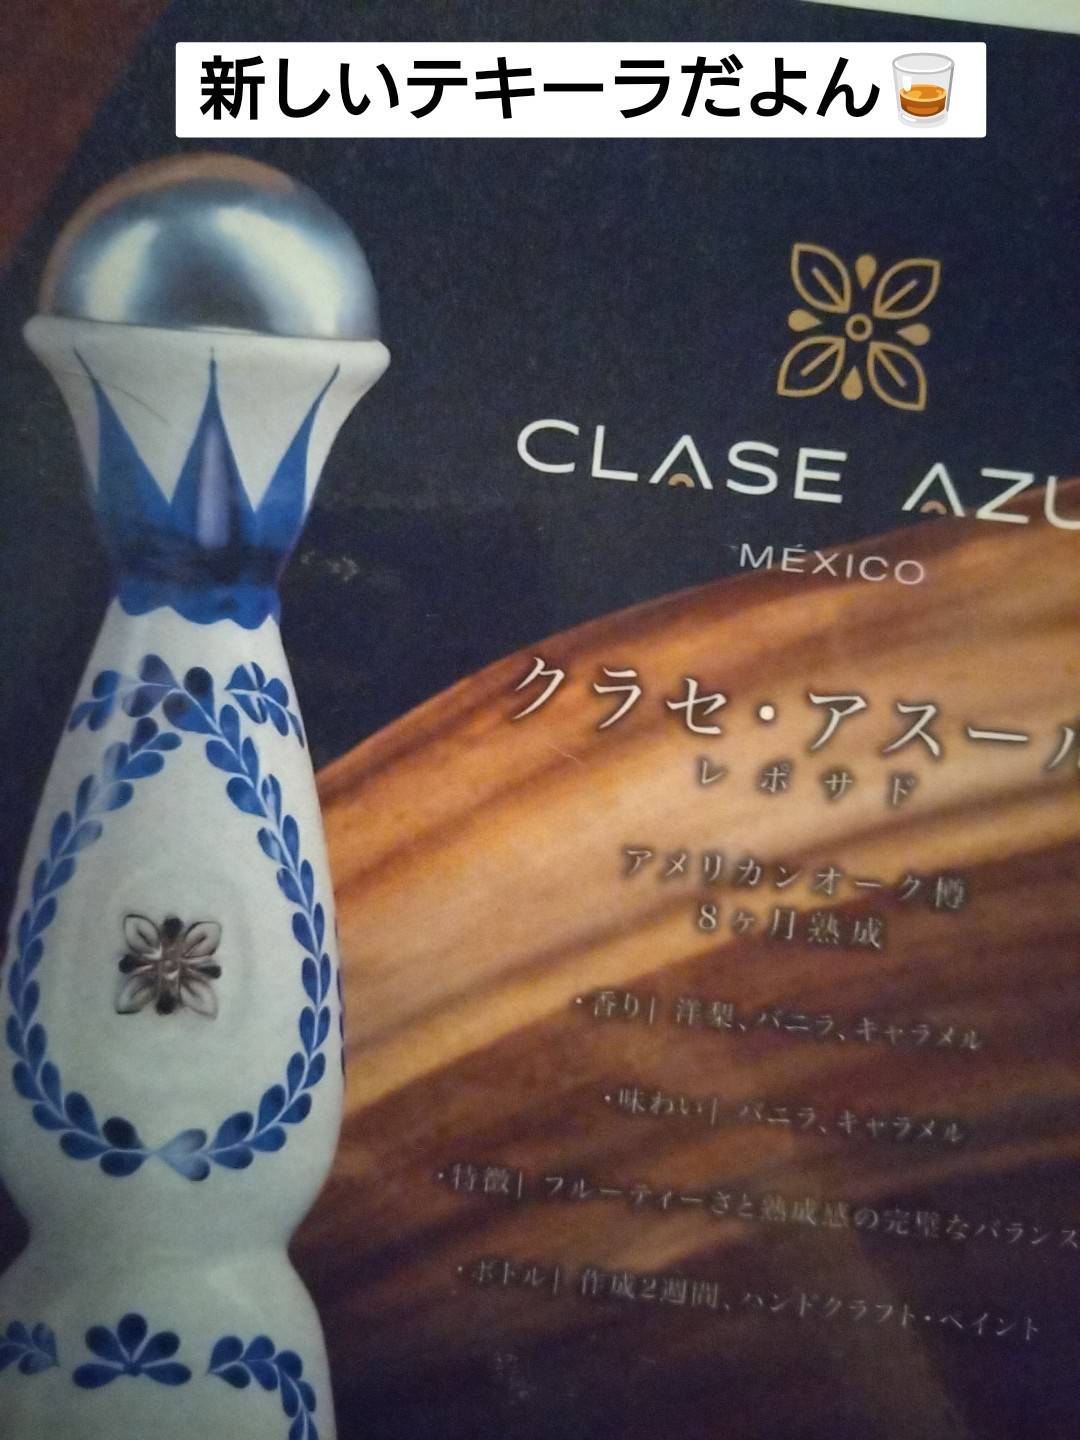 新しいテキーラだよん🥃
CLASE AZU
MÉXICO
クラセ・アスール
レポサド
アメリカンオーク樽
8ヶ月熟成
・香り| 洋梨、バニラ、キャラメル
・味わい| バニラ、キャラメル
・特徴| フルーティーさと熟成感の完璧なバランス
・ボトル| 作成2週間、ハンドクラフト・ペイント